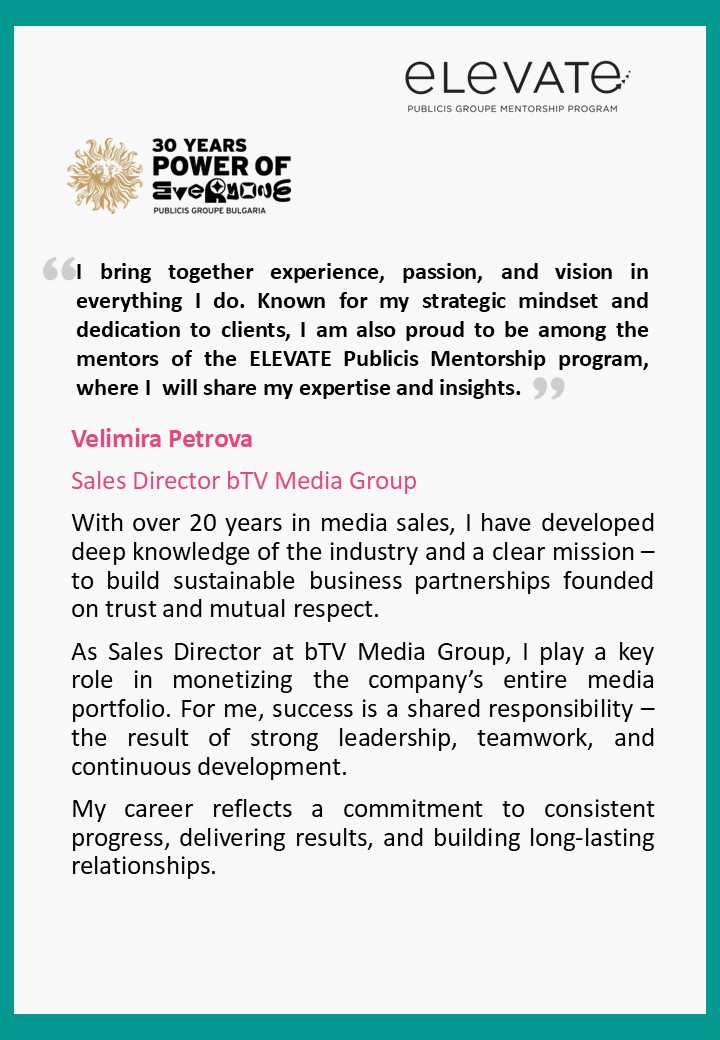 eLeVATe
PUBLICIS GROUPE MENTORSHIP PROGRAM
30 YEARS
POWER OF
EVERYONE
PUBLICIS GROUPE BULGARIA
“I bring together experience, passion, and vision in
everything I do. Known for my strategic mindset and
dedication to clients, I am also proud to be among the
mentors of the ELEVATE Publicis Mentorship program,
where I will share my expertise and insights. ”
Velimira Petrova
Sales Director bTV Media Group
With over 20 years in media sales, I have developed
deep knowledge of the industry and a clear mission –
to build sustainable business partnerships founded
on trust and mutual respect.
As Sales Director at bTV Media Group, I play a key
role in monetizing the company’s entire media
portfolio. For me, success is a shared responsibility –
the result of strong leadership, teamwork, and
continuous development.
My career reflects a commitment to consistent
progress, delivering results, and building long-lasting
relationships.